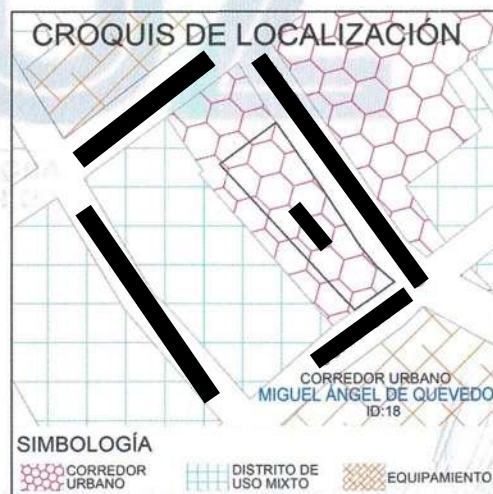 CROQUIS DE LOCALIZACIÓN
CORREDOR URBANO
MIGUEL ÁNGEL DE QUEVEDO
ID:18
SIMBOLOGÍA
CORREDOR
URBANO
DISTRITO DE
USO MIXTO
EQUIPAMIENTO